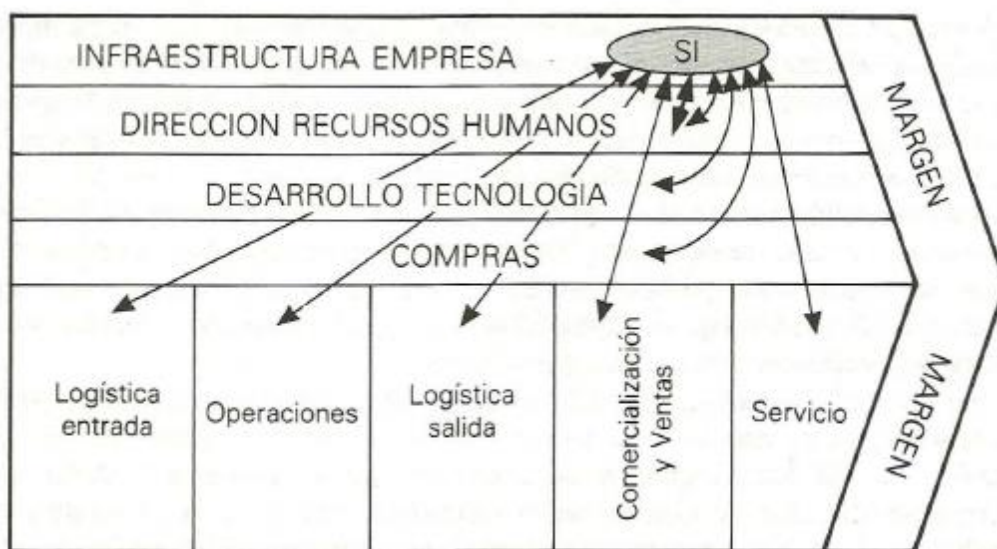 INFRAESTRUCTURA EMPRESA
SI
DIRECCION RECURSOS HUMANOS
DESARROLLO TECNOLOGIA
COMPRAS
MARGEN
Logística
entrada
Operaciones
Logística
salida
Comercialización
y Ventas
Servicio
MARGEN